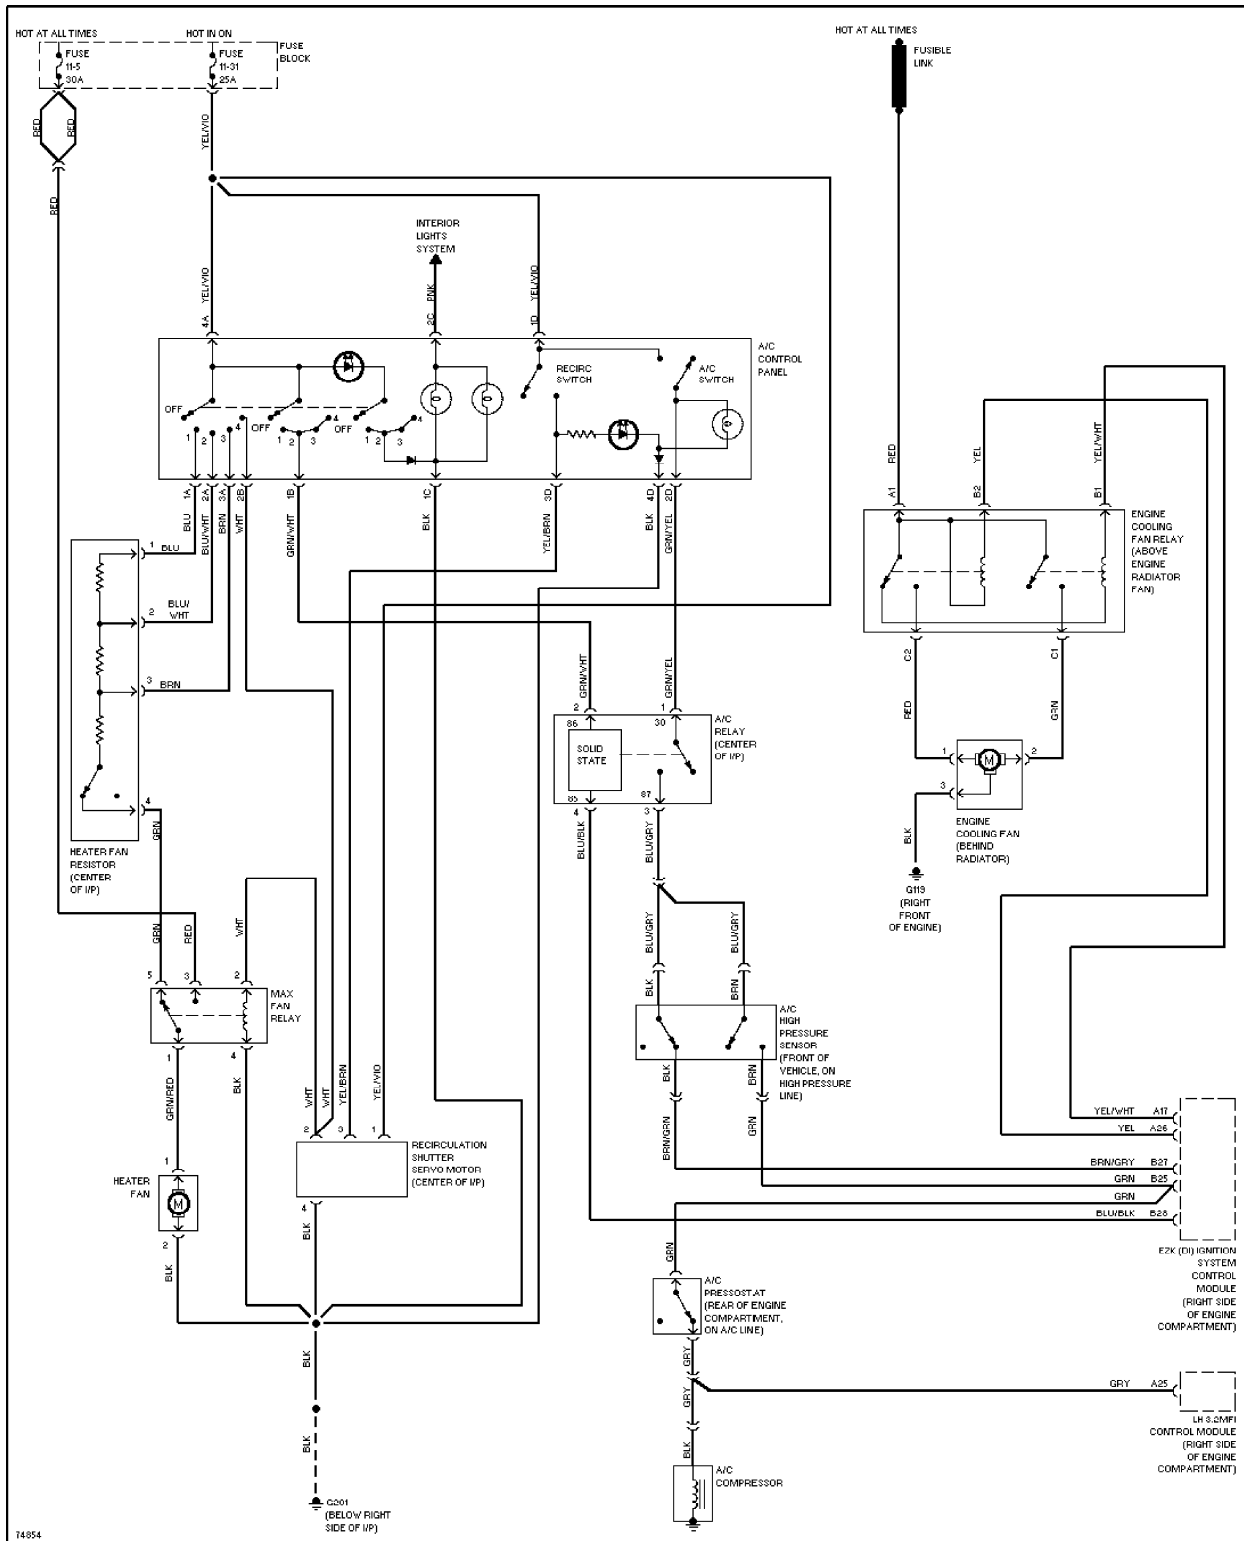 HOT AT ALL TIMES
HOT IN ON
FUSE
11-5
30A
FUSE
11-31
25A
FUSE
BLOCK
HOT AT ALL TIMES
FUSIBLE
LINK
RED
RED
RED
YEL/VIO
YEL/VIO
4A
INTERIOR
LIGHTS
SYSTEM
PNK
2C
YEL/VIO
1D
A/C
CONTROL
PANEL
RECIRC
SWITCH
A/C
SWITCH
OFF
1
2
3
4
OFF
1
2
3
4
OFF
1
2
3
4
1A
2A
3A
2B
1B
1C
3D
4D
2D
BLU
BLU/WHT
BRN
WHT
GRN/WHT
BLK
YEL/BRN
BLK
GRN/YEL
RED
A1
YEL
B2
YEL/WHT
B1
ENGINE
COOLING
FAN RELAY
(ABOVE
ENGINE
RADIATOR
FAN)
C2
C1
RED
GRN
1
2
3
M
BLK
ENGINE
COOLING FAN
(BEHIND
RADIATOR)
G119
(RIGHT
FRONT
OF ENGINE)
1
BLU
2
BLU/
WHT
3
BRN
4
GRN
HEATER FAN
RESISTOR
(CENTER
OF I/P)
GRN/WHT
GRN/YEL
2
1
86
30
SOLID
STATE
85
87
4
3
A/C
RELAY
(CENTER
OF I/P)
BLU/BLK
BLU/GRY
GRN
RED
WHT
5
3
2
MAX
FAN
RELAY
1
4
GRN/RED
BLK
BLU/GRY
BLU/GRY
BLK
BRN
A/C
HIGH
PRESSURE
SENSOR
(FRONT OF
VEHICLE, ON
HIGH PRESSURE
LINE)
BLK
BRN
BRN/GRN
GRN
WHT
WHT
YEL/BRN
YEL/VIO
2
3
1
RECIRCULATION
SHUTTER
SERVO MOTOR
(CENTER OF I/P)
4
BLK
HEATER
FAN
1
M
2
BLK
YEL/WHT A17
YEL A26
BRN/GRY B27
GRN B25
GRN
BLU/BLK B28
EZK (DI) IGNITION
SYSTEM
CONTROL
MODULE
(RIGHT SIDE
OF ENGINE
COMPARTMENT)
GRN
A/C
PRESSOSTAT
(REAR OF ENGINE
COMPARTMENT,
ON A/C LINE)
GRY
GRY
GRY A25
LH 3.2MFI
CONTROL MODULE
(RIGHT SIDE
OF ENGINE
COMPARTMENT)
BLK
A/C
COMPRESSOR
BLK
BLK
G201
(BELOW RIGHT
SIDE OF I/P)
74854